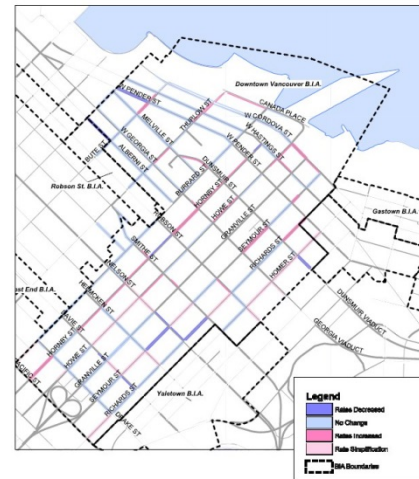 Downtown Vancouver B.I.A.
W PENDER ST
THURLOW ST
CANADA PLACE
MELVILLE ST
W CORDOVA ST
W HASTINGS ST
W GEORGIA ST
ALBERNI ST
BUTE ST
W PENDER ST
DUNSMUIR ST
BURRARD ST
HORNBY ST
HOWE ST
Robson St. B.I.A.
ROBSON ST
GRANVILLE ST
SEYMOUR ST
Gastown B.I.A.
SMITHE ST
RICHARDS ST
HOMER ST
NELSON ST
DUNSMUIR VIADUCT
GEORGIA VIADUCT
HELMCKEN ST
DAVIE ST
HORNBY ST
HOWE ST
GRANVILLE ST
SEYMOUR ST
RICHARDS ST
DRAKE ST
Yaletown B.I.A.
Legend
Rates Decreased
No Change
Rates Increased
Rate Simplification
BIA Boundaries